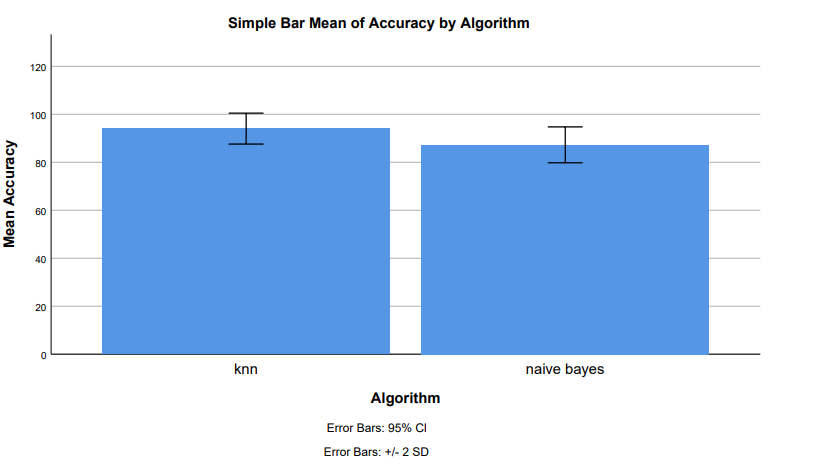 Simple Bar Mean of Accuracy by Algorithm
120
100
80
60
40
20
0
Mean Accuracy
knn naive bayes
Algorithm
Error Bars: 95% CI
Error Bars: +/- 2 SD